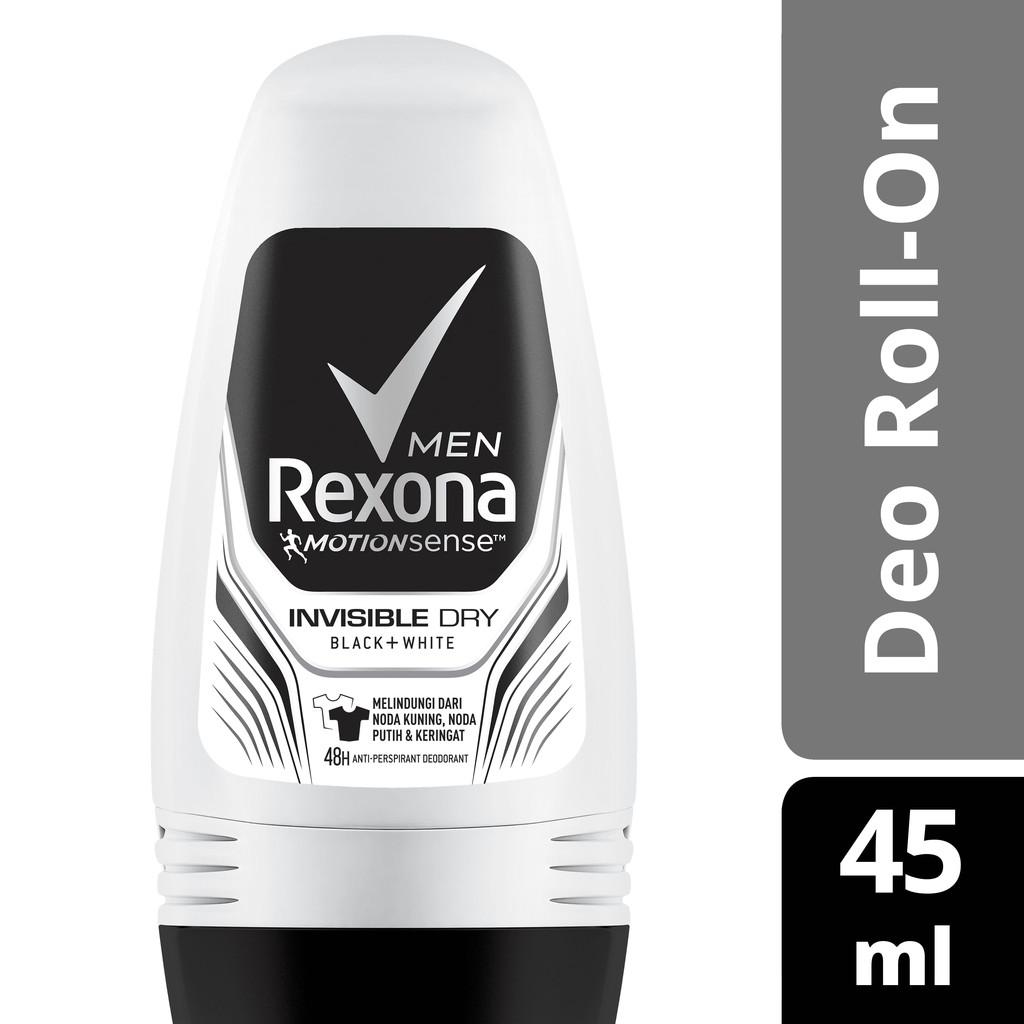 MEN
Rexona
MOTIONsense™
INVISIBLE DRY
BLACK+WHITE
MELINDUNGI DARI
NODA KUNING, NODA
PUTIH & KERINGAT
48H ANTI-PERSPIRANT DEODORANT
Deo Roll-On
45
ml